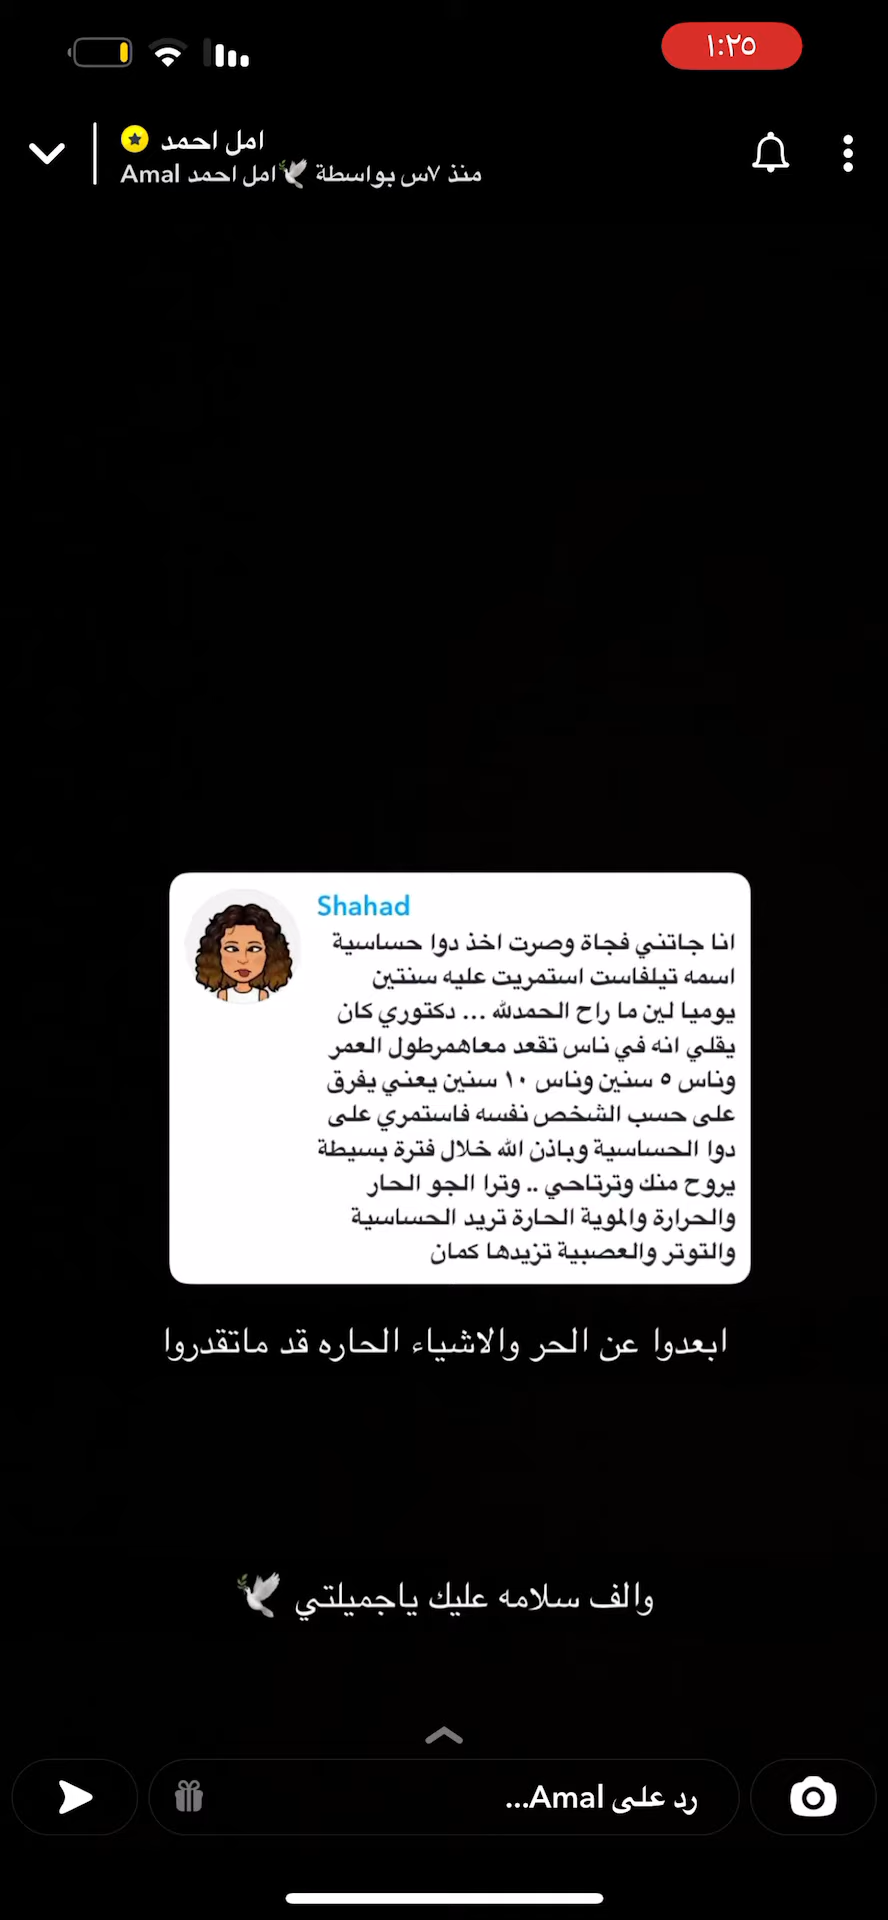 ١:٢٥
امل احمد
منذ ٧س بواسطة 🕊️امل احمد Amal
Shahad
انا جاتني فجاة وصرت اخذ دوا حساسية
اسمه تيلفاست استمريت عليه سنتين
يوميا لين ما راح الحمدلله ... دكتوري كان
يقلي انه في ناس تقعد معاهمرطول العمر
وناس ٥ سنين وناس ١٠ سنين يعني يفرق
على حسب الشخص نفسه فاستمري على
دوا الحساسية وباذن الله خلال فترة بسيطة
يروح منك وترتاحي .. وترا الجو الحار
والحرارة والموية الحارة تريد الحساسية
والتوتر والعصبية تزيدها كمان
ابعدوا عن الحر والاشياء الحاره قد ماتقدروا
والف سلامه عليك ياجميلتي 🕊️
رد على Amal...